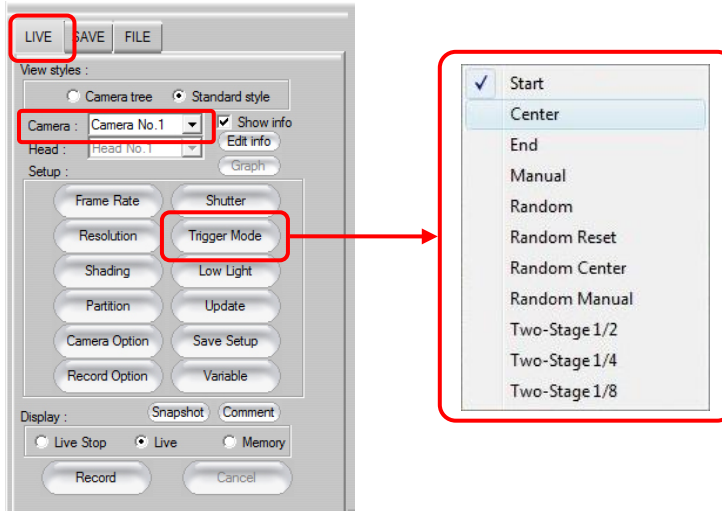 LIVE SAVE FILE
View styles :
Camera tree Standard style
Camera : Camera No.1 Show info
Head : Head No.1 Edit info
Setup : Graph
Frame Rate Shutter
Resolution Trigger Mode
Shading Low Light
Partition Update
Camera Option Save Setup
Record Option Variable
Display : Snapshot Comment
Live Stop Live Memory
Record Cancel
Start
Center
End
Manual
Random
Random Reset
Random Center
Random Manual
Two-Stage 1/2
Two-Stage 1/4
Two-Stage 1/8